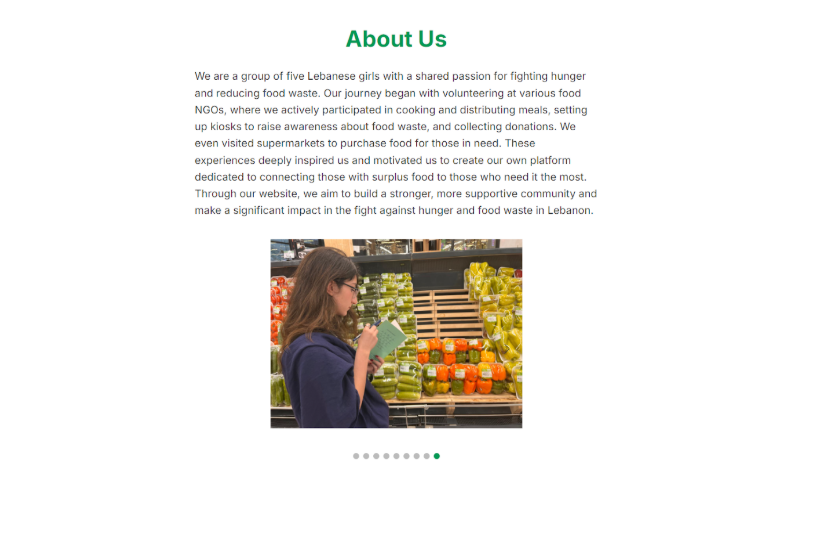 About Us
We are a group of five Lebanese girls with a shared passion for fighting hunger
and reducing food waste. Our journey began with volunteering at various food
NGOs, where we actively participated in cooking and distributing meals, setting
up kiosks to raise awareness about food waste, and collecting donations. We
even visited supermarkets to purchase food for those in need. These
experiences deeply inspired us and motivated us to create our own platform
dedicated to connecting those with surplus food to those who need it the most.
Through our website, we aim to build a stronger, more supportive community and
make a significant impact in the fight against hunger and food waste in Lebanon.